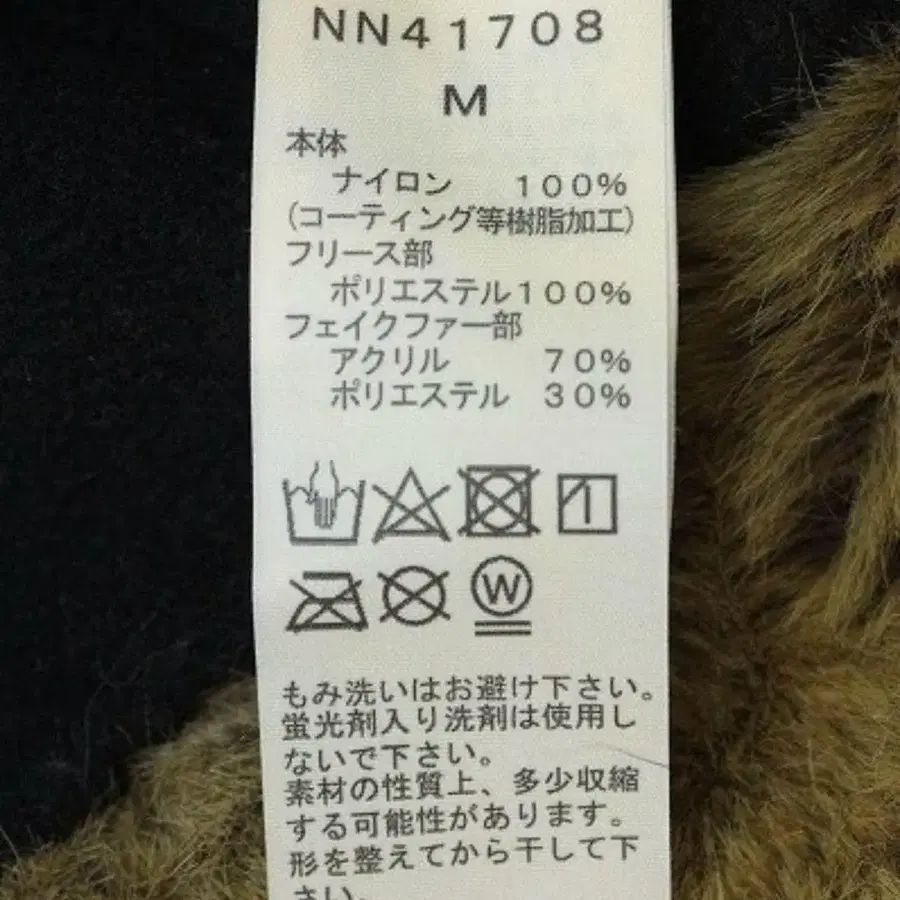 NN41708
M
本体
ナイロン 100%
(コーティング等樹脂加工)
フリース部
ポリエステル100%
フェイクファー部
アクリル 70%
ポリエステル 30%
W
もみ洗いはお避け下さい。
蛍光剤入り洗剤は使用し
ないで下さい。
素材の性質上、多少収縮
する可能性があります。
形を整えてから干して下
さい。